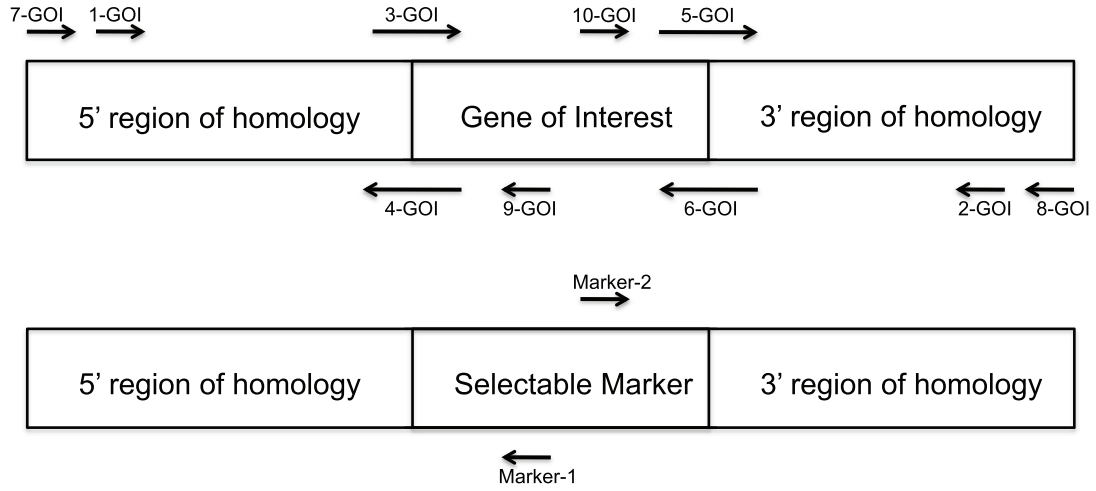 7-GOI 1-GOI 3-GOI 10-GOI 5-GOI
5’ region of homology Gene of Interest 3’ region of homology
4-GOI 9-GOI 6-GOI 2-GOI 8-GOI
Marker-2
5’ region of homology Selectable Marker 3’ region of homology
Marker-1